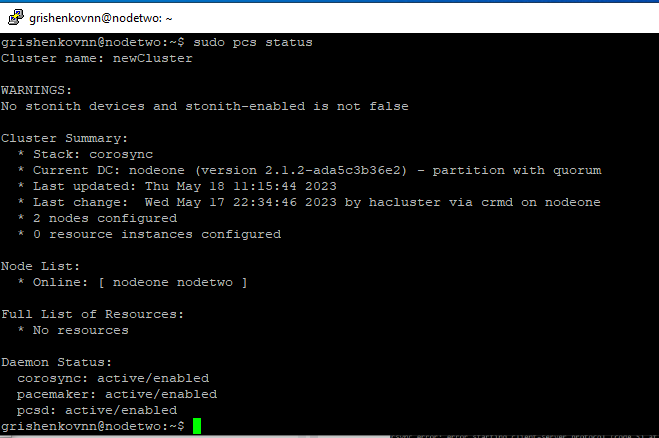 grishenkovnn@nodetwo: ~
grishenkovnn@nodetwo:~$ sudo pcs status
Cluster name: newCluster
WARNINGS:
No stonith devices and stonith-enabled is not false
Cluster Summary:
* Stack: corosync
* Current DC: nodeone (version 2.1.2-ada5c3b36e2) - partition with quorum
* Last updated: Thu May 18 11:15:44 2023
* Last change:  Wed May 17 22:34:46 2023 by hacluster via crmd on nodeone
* 2 nodes configured
* 0 resource instances configured
Node List:
* Online: [ nodeone nodetwo ]
Full List of Resources:
* No resources
Daemon Status:
corosync: active/enabled
pacemaker: active/enabled
pcsd: active/enabled
grishenkovnn@nodetwo:~$